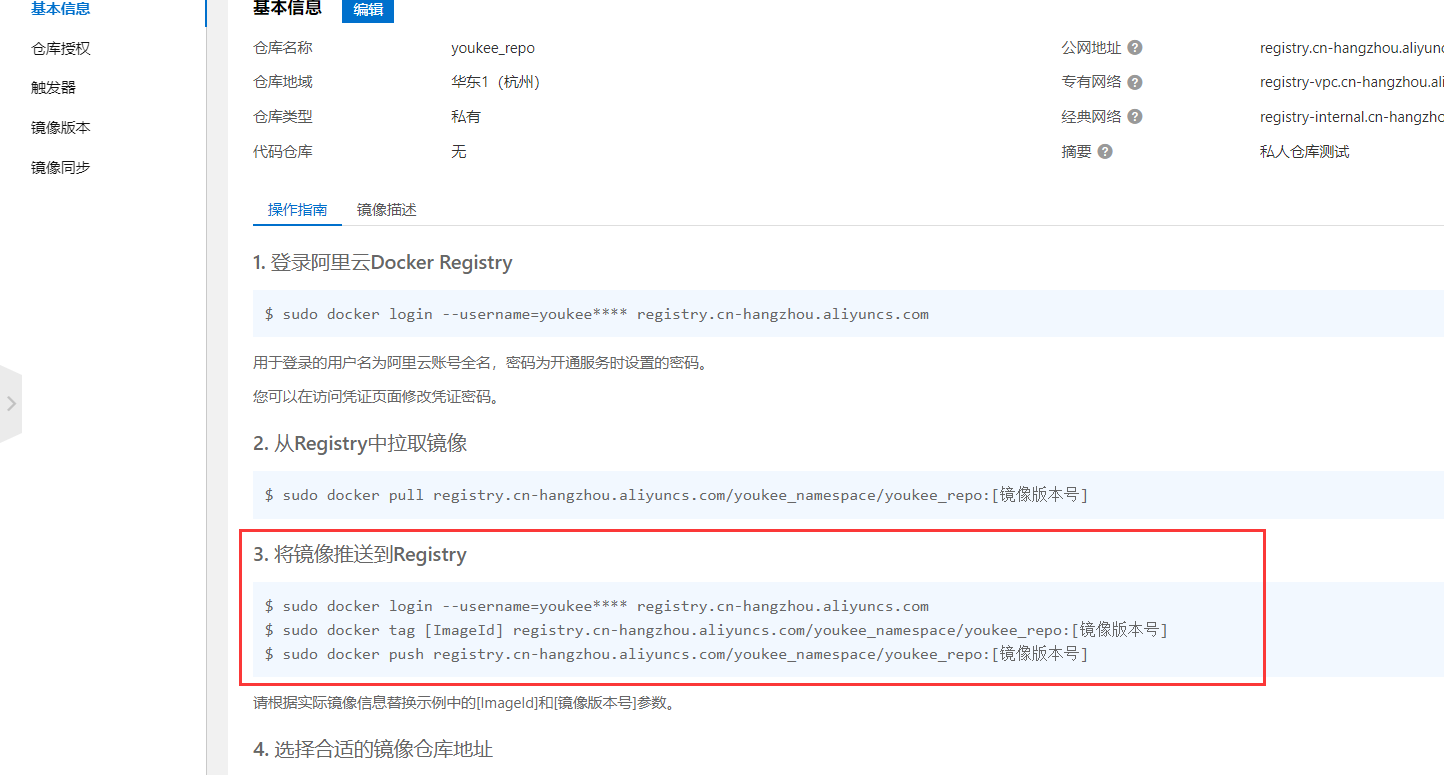 基本信息
仓库授权
触发器
镜像版本
镜像同步
基本信息 编辑
仓库名称 youkee_repo 公网地址 registry.cn-hangzhou.aliyunc
仓库地域 华东1（杭州） 专有网络 registry-vpc.cn-hangzhou.ali
仓库类型 私有 经典网络 registry-internal.cn-hangzho
代码仓库 无 摘要 私人仓库测试
操作指南 镜像描述
1. 登录阿里云Docker Registry
$ sudo docker login --username=youkee**** registry.cn-hangzhou.aliyuncs.com
用于登录的用户名为阿里云账号全名，密码为开通服务时设置的密码。
您可以在访问凭证页面修改凭证密码。
2. 从Registry中拉取镜像
$ sudo docker pull registry.cn-hangzhou.aliyuncs.com/youkee_namespace/youkee_repo:[镜像版本号]
3. 将镜像推送到Registry
$ sudo docker login --username=youkee**** registry.cn-hangzhou.aliyuncs.com
$ sudo docker tag [ImageId] registry.cn-hangzhou.aliyuncs.com/youkee_namespace/youkee_repo:[镜像版本号]
$ sudo docker push registry.cn-hangzhou.aliyuncs.com/youkee_namespace/youkee_repo:[镜像版本号]
请根据实际镜像信息替换示例中的[ImageId]和[镜像版本号]参数。
4. 选择合适的镜像仓库地址